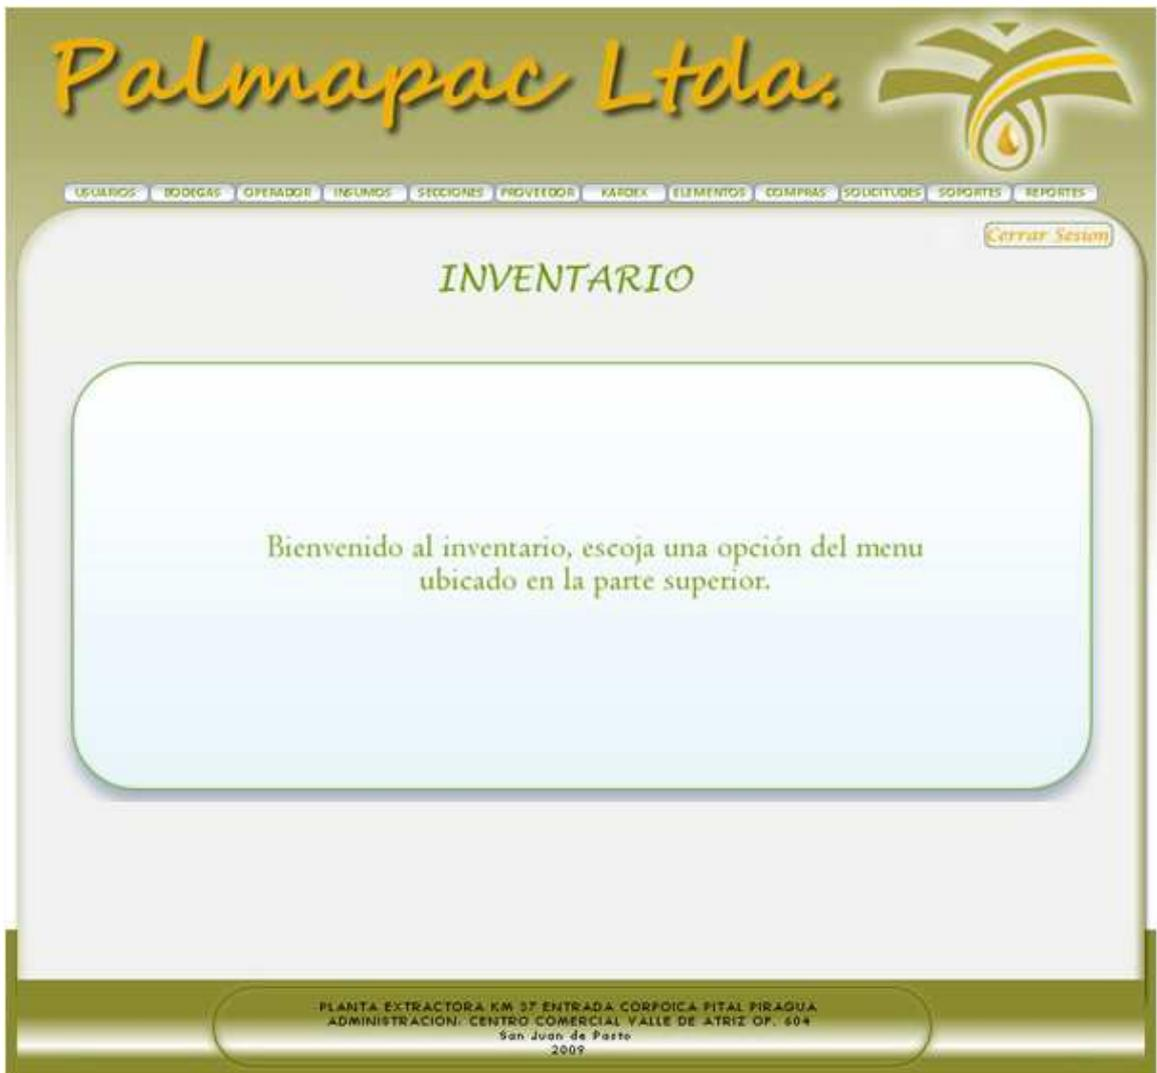 Palmapac Ltda.
USUARIOS BODEGAS OPERADOR INSUMOS SECCIONES PROVEEDOR KARDEX ELEMENTOS COMPRAS SOLICITUDES SOPORTES REPORTES
Cerrar Sesion
INVENTARIO
Bienvenido al inventario, escoja una opción del menu
ubicado en la parte superior.
PLANTA EXTRACTORA KM 37 ENTRADA CORPOICA PITAL PIRAGUA
ADMINISTRACION: CENTRO COMERCIAL VALLE DE ATRIZ OP. 604
San Juan de Pasto
2009